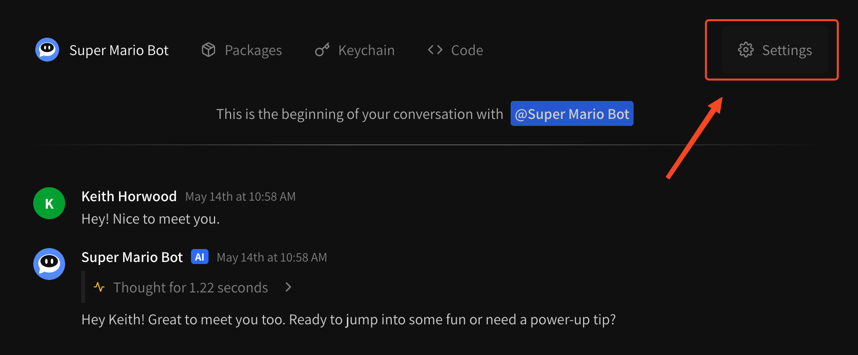 Super Mario Bot Packages Keychain Code Settings
This is the beginning of your conversation with @Super Mario Bot
K Keith Horwood May 14th at 10:58 AM
Hey! Nice to meet you.
Super Mario Bot AI May 14th at 10:58 AM
Thought for 1.22 seconds
Hey Keith! Great to meet you too. Ready to jump into some fun or need a power-up tip?